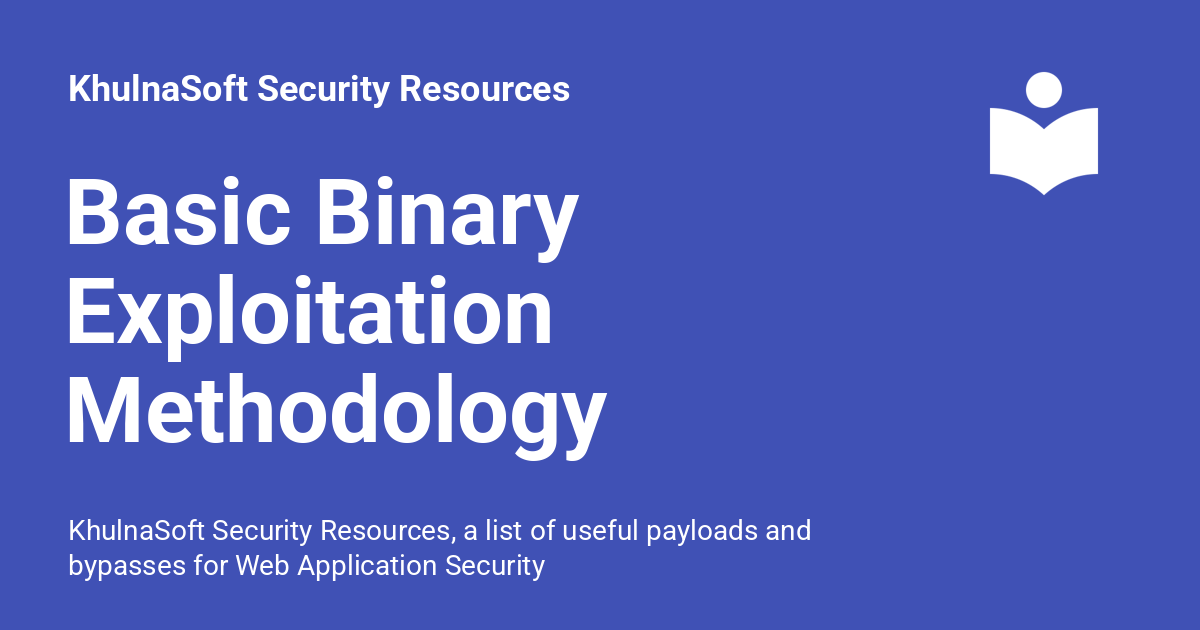 KhulnaSoft Security Resources
Basic Binary
Exploitation
Methodology
KhulnaSoft Security Resources, a list of useful payloads and
bypasses for Web Application Security